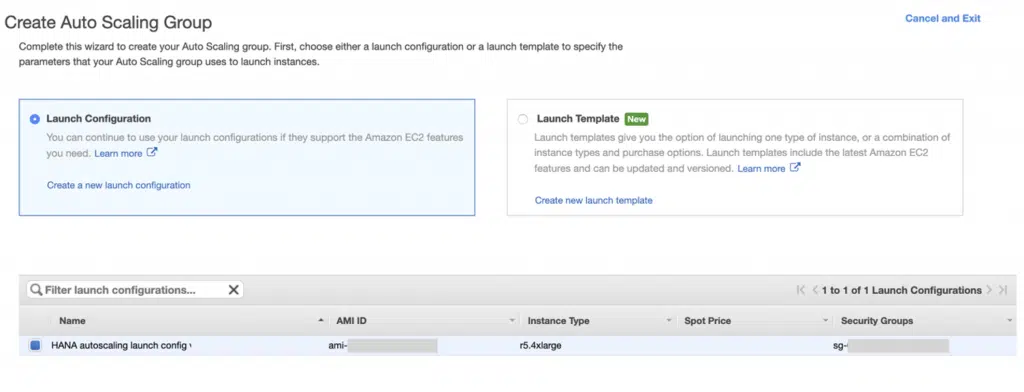 Create Auto Scaling Group
Cancel and Exit
Complete this wizard to create your Auto Scaling group. First, choose either a launch configuration or a launch template to specify the
parameters that your Auto Scaling group uses to launch instances.
Launch Configuration
You can continue to use your launch configurations if they support the Amazon EC2 features
you need. Learn more
Create a new launch configuration
Launch Template New
Launch templates give you the option of launching one type of instance, or a combination of
instance types and purchase options. Launch templates include the latest Amazon EC2
features and can be updated and versioned. Learn more
Create new launch template
Filter launch configurations...
1 to 1 of 1 Launch Configurations
Name AMI ID Instance Type Spot Price Security Groups
HANA autoscaling launch config ami- r5.4xlarge sg-